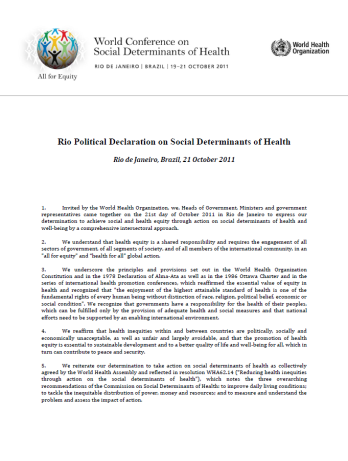 World Conference on
Social Determinants of Health
RIO DE JANEIRO | BRAZIL | 19-21 OCTOBER 2011
All for Equity
World Health
Organization
Rio Political Declaration on Social Determinants of Health
Rio de Janeiro, Brazil, 21 October 2011
1. Invited by the World Health Organization, we, Heads of Government, Ministers and government
representatives came together on the 21st day of October 2011 in Rio de Janeiro to express our
determination to achieve social and health equity through action on social determinants of health and
well-being by a comprehensive intersectoral approach.
2. We understand that health equity is a shared responsibility and requires the engagement of all
sectors of government, of all segments of society, and of all members of the international community, in an
"all for equity" and "health for all" global action.
3. We underscore the principles and provisions set out in the World Health Organization
Constitution and in the 1978 Declaration of Alma-Ata as well as in the 1986 Ottawa Charter and in the
series of international health promotion conferences, which reaffirmed the essential value of equity in
health and recognized that "the enjoyment of the highest attainable standard of health is one of the
fundamental rights of every human being without distinction of race, religion, political belief, economic or
social condition". We recognize that governments have a responsibility for the health of their peoples,
which can be fulfilled only by the provision of adequate health and social measures and that national
efforts need to be supported by an enabling international environment.
4. We reaffirm that health inequities within and between countries are politically, socially and
economically unacceptable, as well as unfair and largely avoidable, and that the promotion of health
equity is essential to sustainable development and to a better quality of life and well-being for all, which in
turn can contribute to peace and security.
5. We reiterate our determination to take action on social determinants of health as collectively
agreed by the World Health Assembly and reflected in resolution WHA62.14 ("Reducing health inequities
through action on the social determinants of health"), which notes the three overarching
recommendations of the Commission on Social Determinants of Health: to improve daily living conditions;
to tackle the inequitable distribution of power, money and resources; and to measure and understand the
problem and assess the impact of action.